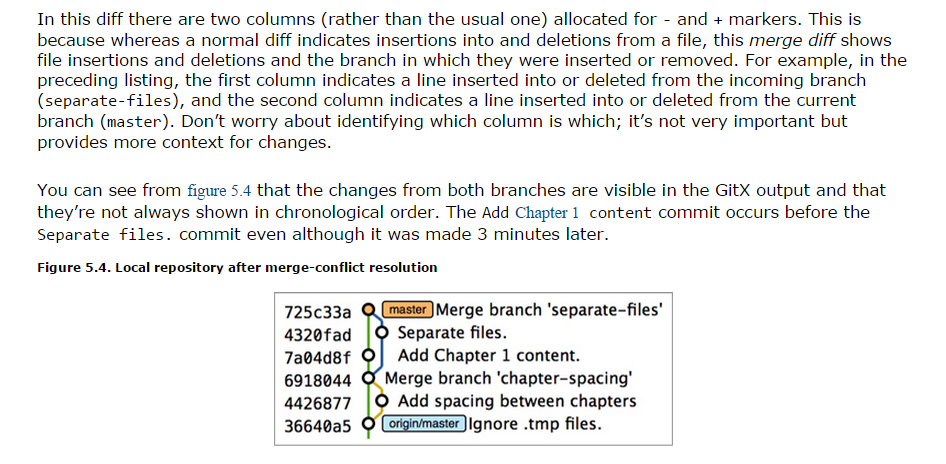 In this diff there are two columns (rather than the usual one) allocated for - and + markers. This is
because whereas a normal diff indicates insertions into and deletions from a file, this merge diff shows
file insertions and deletions and the branch in which they were inserted or removed. For example, in the
preceding listing, the first column indicates a line inserted into or deleted from the incoming branch
(separate-files), and the second column indicates a line inserted into or deleted from the current
branch (master). Don’t worry about identifying which column is which; it’s not very important but
provides more context for changes.
You can see from figure 5.4 that the changes from both branches are visible in the GitX output and that
they’re not always shown in chronological order. The Add Chapter 1 content commit occurs before the
Separate files. commit even although it was made 3 minutes later.
Figure 5.4. Local repository after merge-conflict resolution
725c33a master Merge branch 'separate-files'
4320fad Separate files.
7a04d8f Add Chapter 1 content.
6918044 Merge branch 'chapter-spacing'
4426877 Add spacing between chapters
36640a5 origin/master Ignore .tmp files.